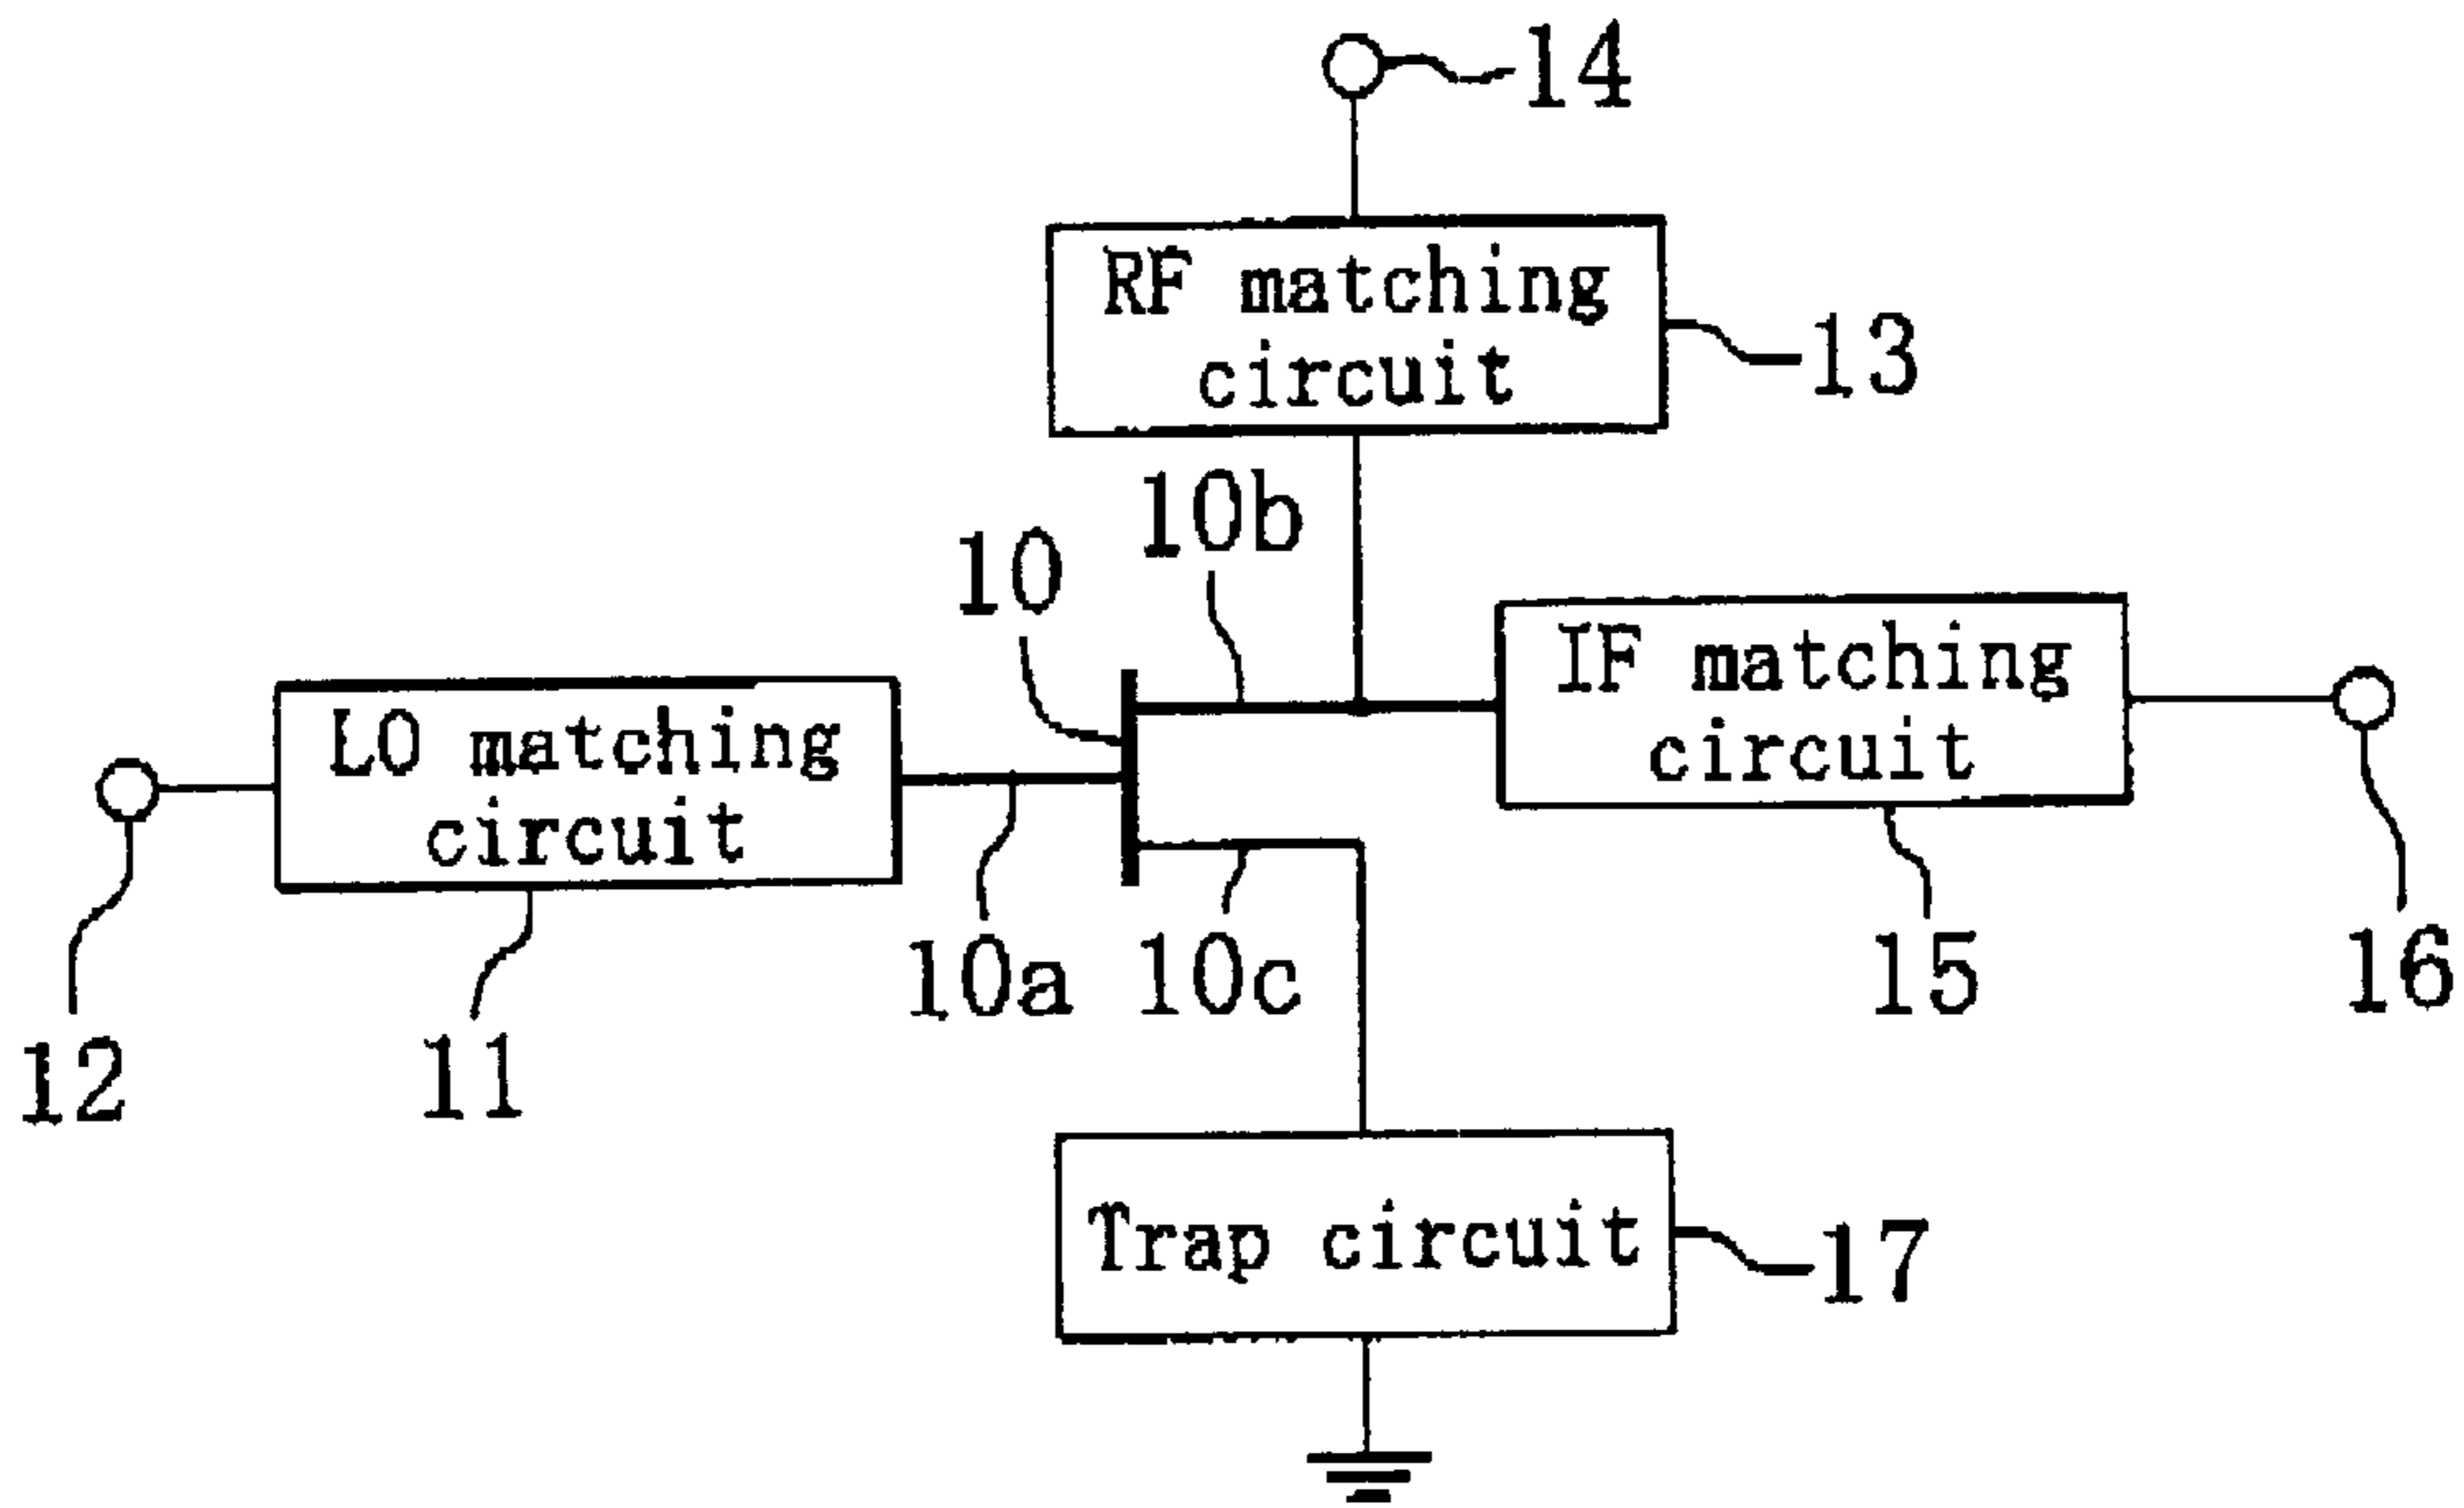 14
RF matching
circuit
13
10b
10
IF matching
circuit
LO matching
circuit
10a
10c
15
16
12
11
Trap circuit
17